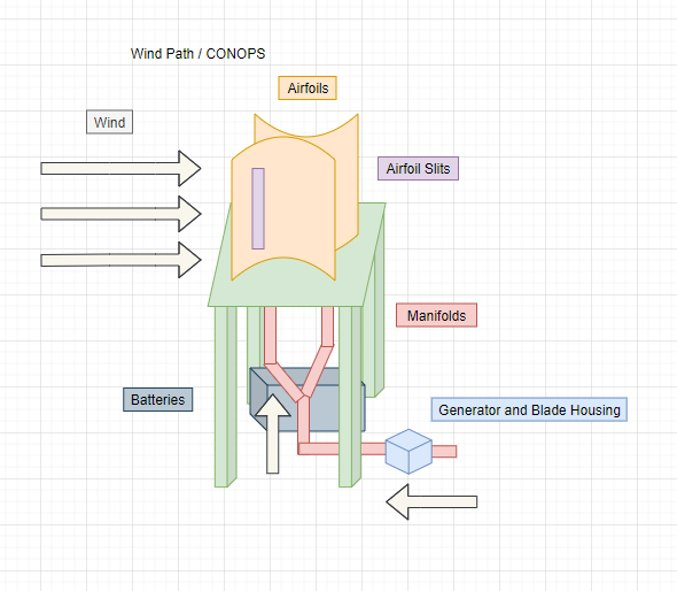 Wind Path / CONOPS
Airfoils
Wind
Airfoil Slits
Manifolds
Batteries
Generator and Blade Housing